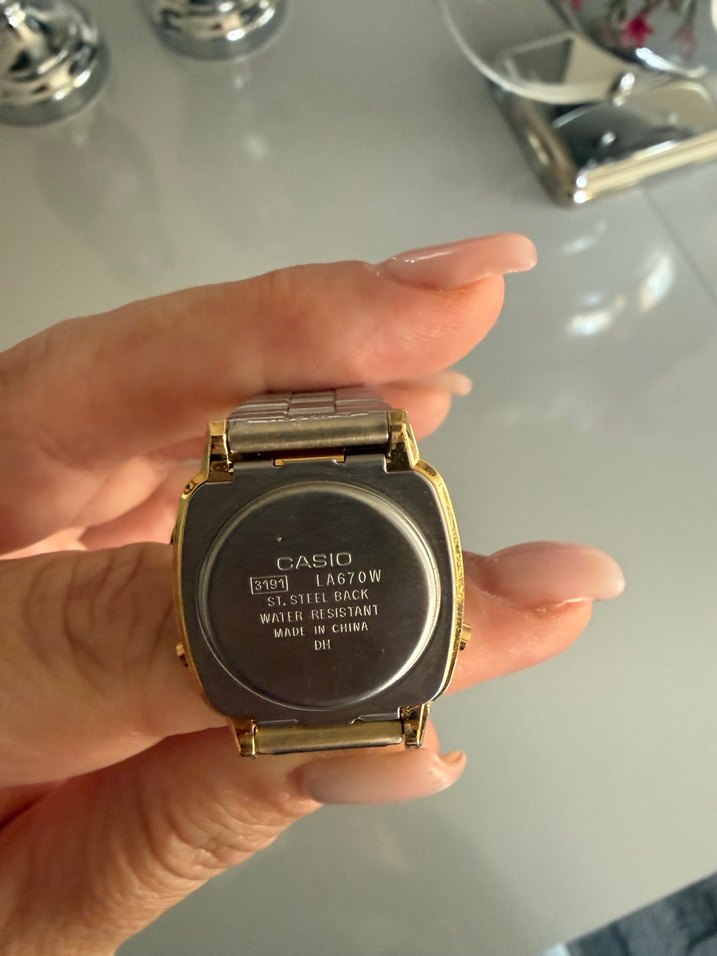 CASIO
3191 LA670W
ST. STEEL BACK
WATER RESISTANT
MADE IN CHINA
DH